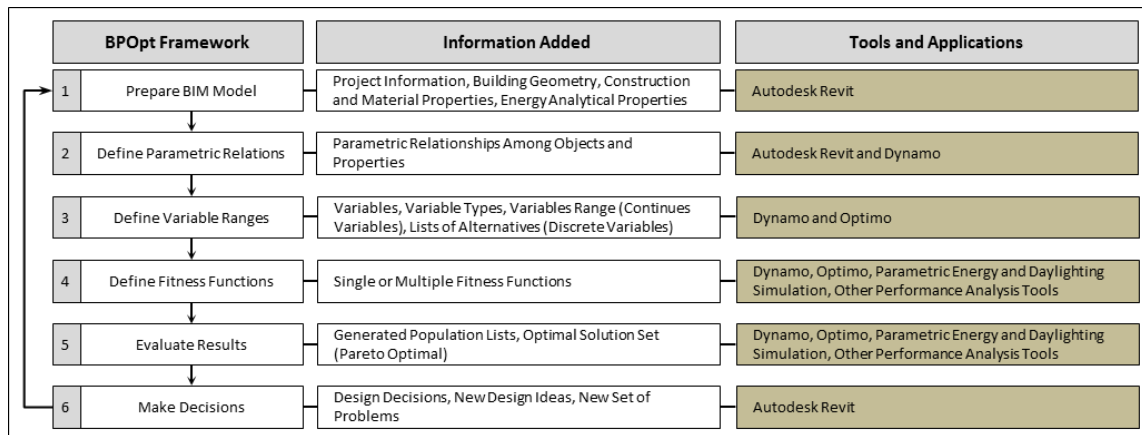 BPOpt Framework
Information Added
Tools and Applications
1
Prepare BIM Model
Project Information, Building Geometry, Construction
and Material Properties, Energy Analytical Properties
Autodesk Revit
2
Define Parametric Relations
Parametric Relationships Among Objects and
Properties
Autodesk Revit and Dynamo
3
Define Variable Ranges
Variables, Variable Types, Variables Range (Continues
Variables), Lists of Alternatives (Discrete Variables)
Dynamo and Optimo
4
Define Fitness Functions
Single or Multiple Fitness Functions
Dynamo, Optimo, Parametric Energy and Daylighting
Simulation, Other Performance Analysis Tools
5
Evaluate Results
Generated Population Lists, Optimal Solution Set
(Pareto Optimal)
Dynamo, Optimo, Parametric Energy and Daylighting
Simulation, Other Performance Analysis Tools
6
Make Decisions
Design Decisions, New Design Ideas, New Set of
Problems
Autodesk Revit